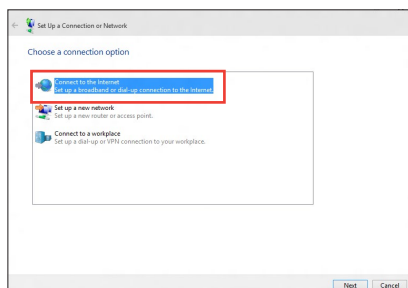 Set Up a Connection or Network
Choose a connection option
Connect to the Internet
Set up a broadband or dial-up connection to the Internet.
Set up a new network
Set up a new router or access point.
Connect to a workplace
Set up a dial-up or VPN connection to your workplace.
Next Cancel